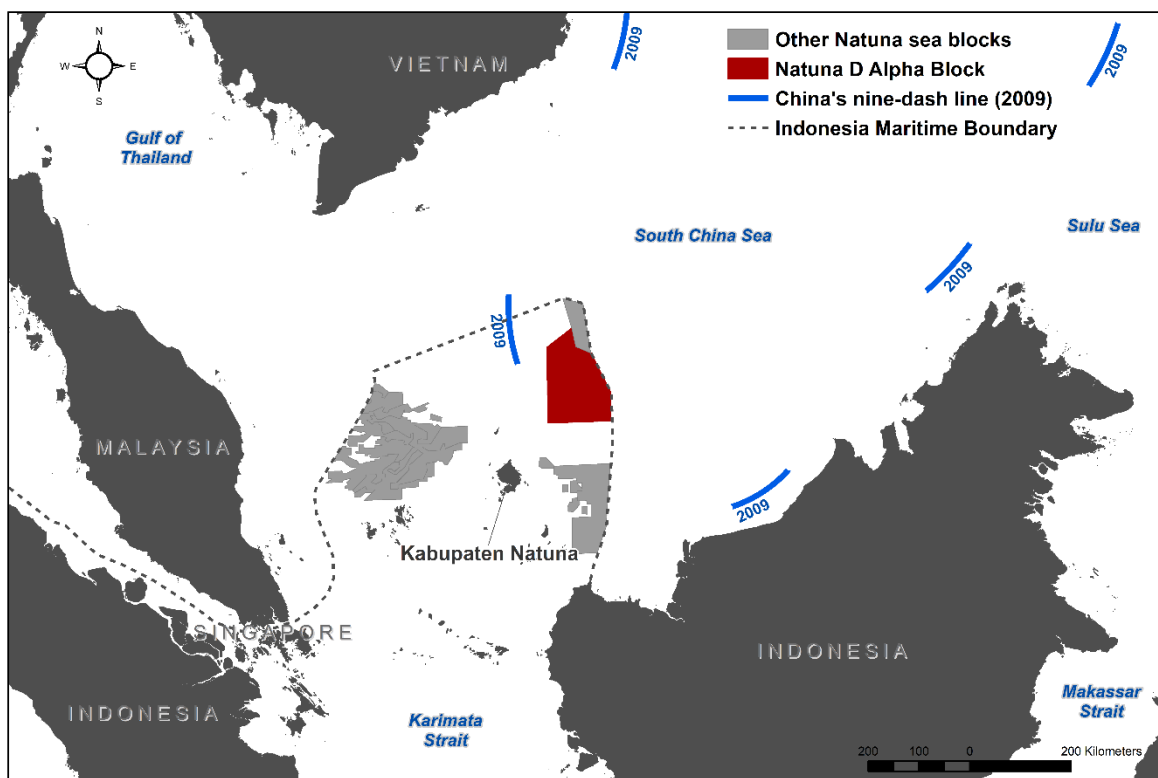 N
W
E
S
VIETNAM
2009
2009
Other Natuna sea blocks
Natuna D Alpha Block
China's nine-dash line (2009)
Indonesia Maritime Boundary
Gulf of
Thailand
South China Sea
Sulu Sea
2009
2009
MALAYSIA
2009
Kabupaten Natuna
SINGAPORE
INDONESIA
INDONESIA
Karimata
Strait
Makassar
Strait
200 100 0 200 Kilometers